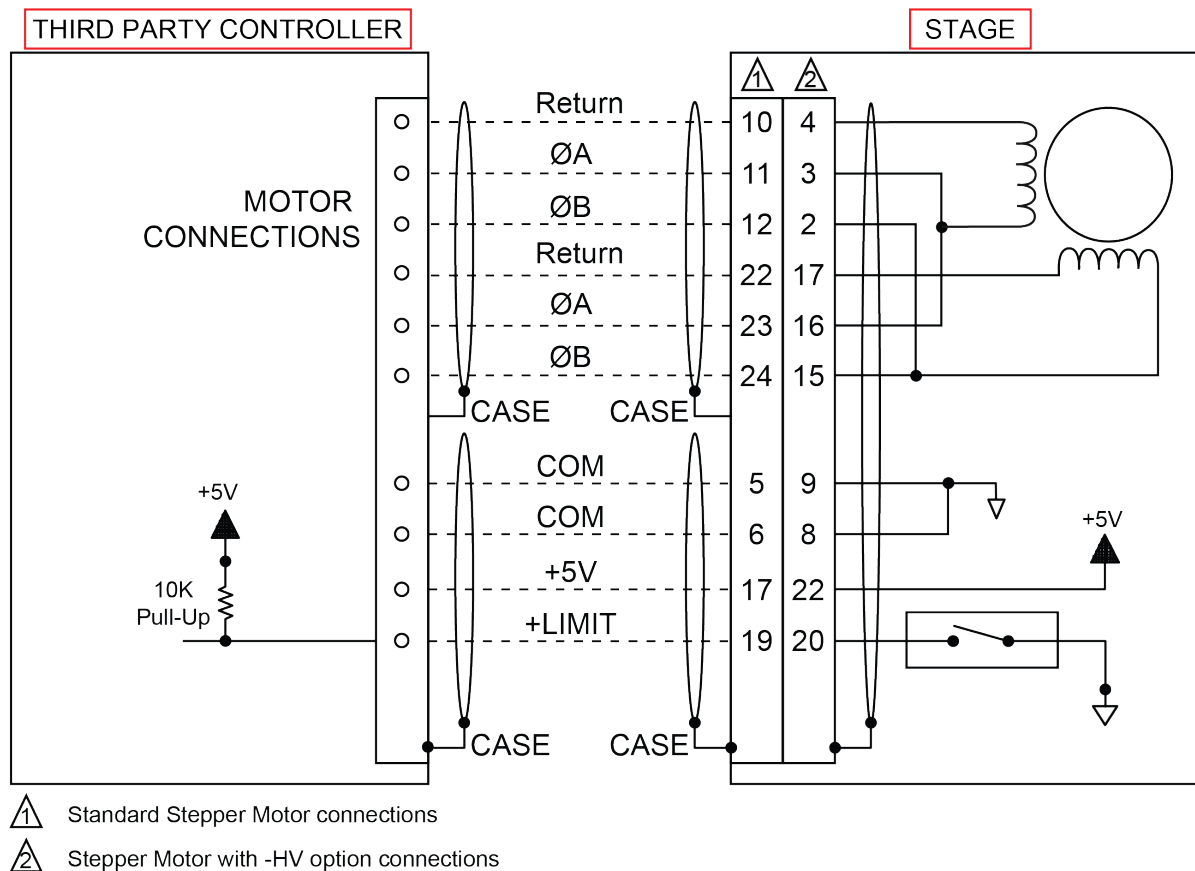 THIRD PARTY CONTROLLER
STAGE
1 2
Return 10 4
ØA 11 3
MOTOR
CONNECTIONS
ØB 12 2
Return 22 17
ØA 23 16
ØB 24 15
CASE CASE
COM 5 9
+5V
COM 6 8
+5V
10K
Pull-Up
+5V 17 22
+LIMIT 19 20
CASE CASE
1 Standard Stepper Motor connections
2 Stepper Motor with -HV option connections